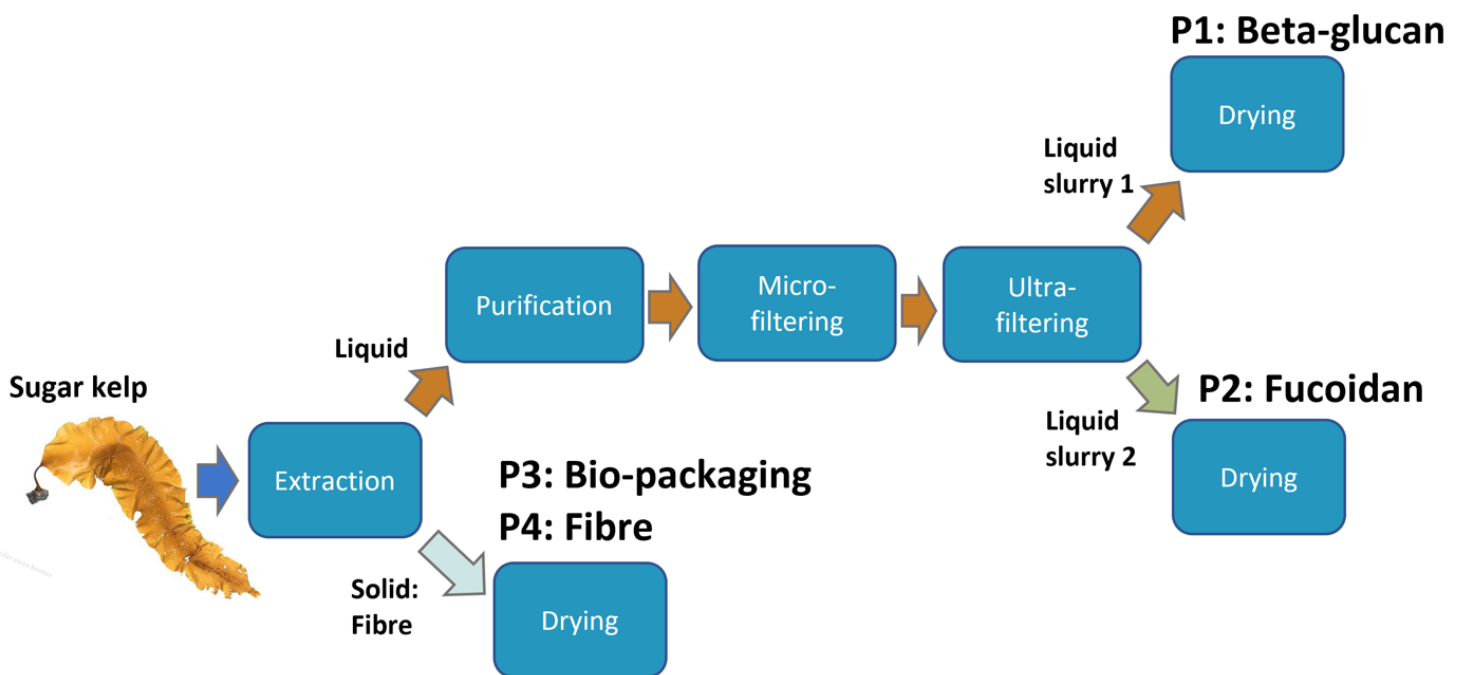 P1: Beta-glucan
Drying
Liquid
slurry 1
Purification
Micro-
filtering
Ultra-
filtering
Liquid
Sugar kelp
Extraction
P3: Bio-packaging
P4: Fibre
Solid:
Fibre
Drying
P2: Fucoidan
Liquid
slurry 2
Drying